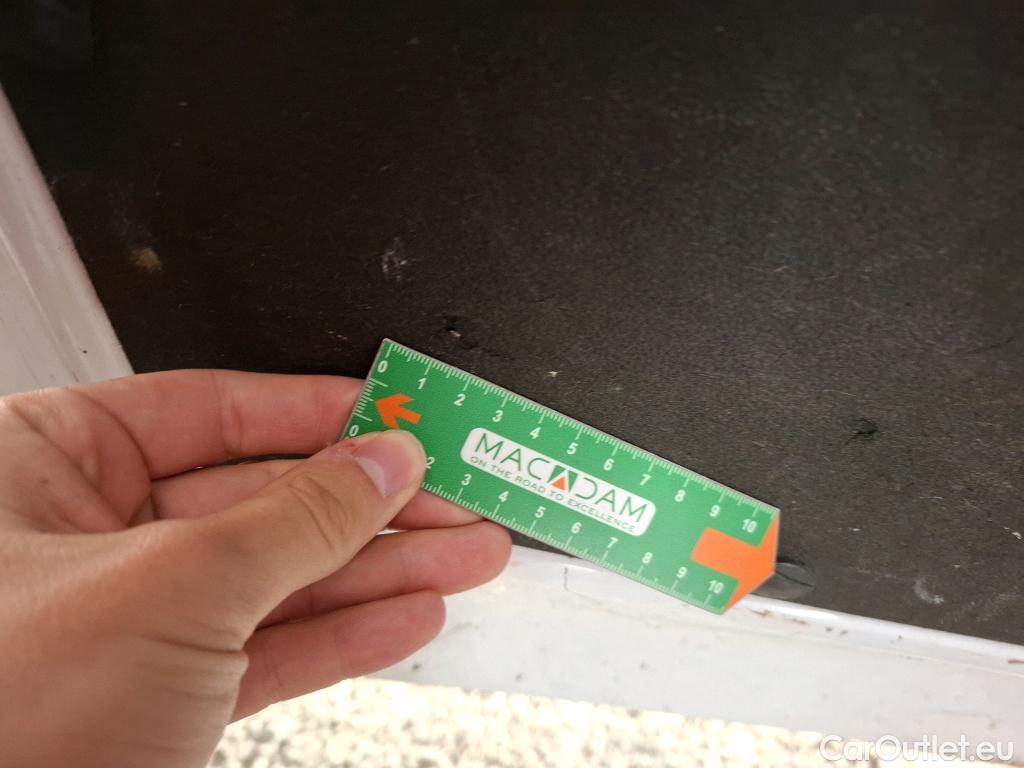 0 1 2 3 4 5 6 7 8 9 10
MACADAM
ON THE ROAD TO EXCELLENCE
0 2 3 4 5 6 7 8 9 10
CarOutlet.eu